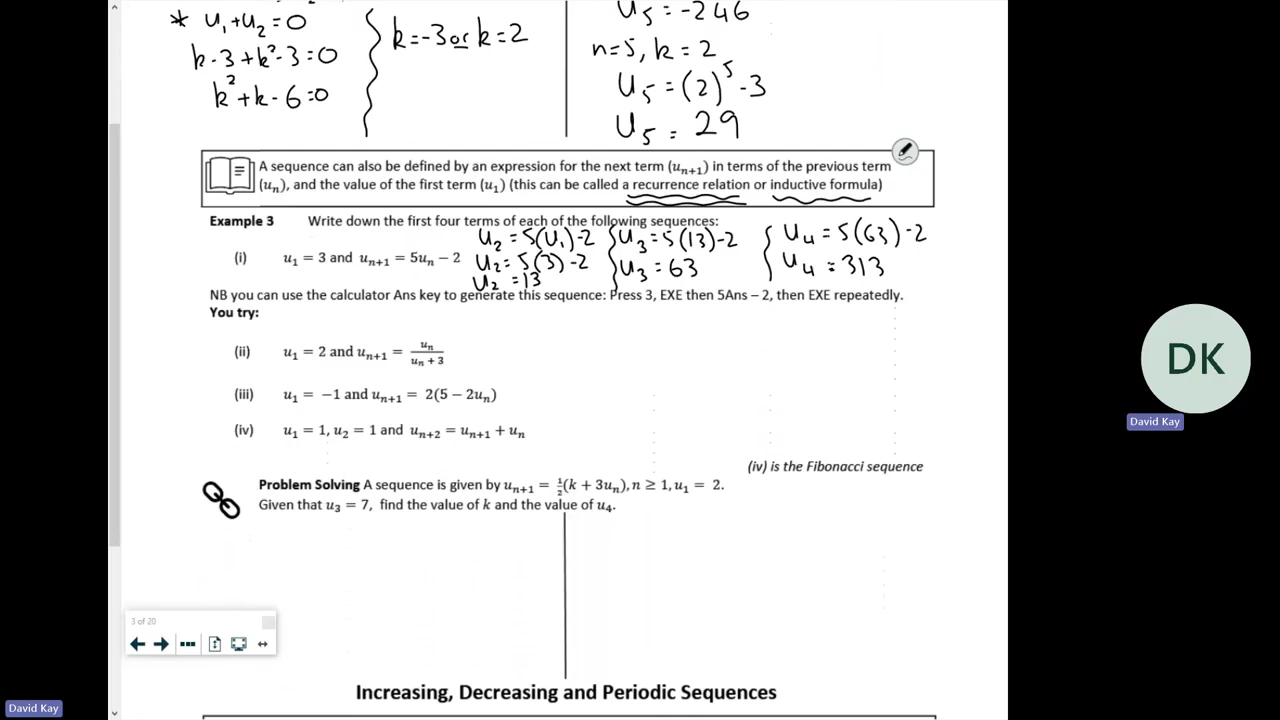 * u₁ + u₂ = 0
k - 3 + k² - 3 = 0
k² + k - 6 = 0
k = -3 or k = 2
u₅ = -246
n = 5, k = 2
u₅ = (2)⁵ - 3
u₅ = 29
A sequence can also be defined by an expression for the next term (uₙ₊₁) in terms of the previous term
(uₙ), and the value of the first term (u₁) (this can be called a recurrence relation or inductive formula)
Example 3 Write down the first four terms of each of the following sequences:
(i) u₁ = 3 and uₙ₊₁ = 5uₙ − 2
u₂ = 5(u₁) - 2
u₂ = 5(3) - 2
u₂ = 13
u₃ = 5(13) - 2
u₃ = 63
u₄ = 5(63) - 2
u₄ = 313
NB you can use the calculator Ans key to generate this sequence: Press 3, EXE then 5Ans – 2, then EXE repeatedly.
You try:
(ii) u₁ = 2 and uₙ₊₁ = uₙ / (uₙ + 3)
(iii) u₁ = −1 and uₙ₊₁ = 2(5 − 2uₙ)
(iv) u₁ = 1, u₂ = 1 and uₙ₊₂ = uₙ₊₁ + uₙ
(iv) is the Fibonacci sequence
Problem Solving A sequence is given by uₙ₊₁ = ½(k + 3uₙ), n ≥ 1, u₁ = 2.
Given that u₃ = 7, find the value of k and the value of u₄.
3 of 20
Increasing, Decreasing and Periodic Sequences
DK
David Kay
David Kay